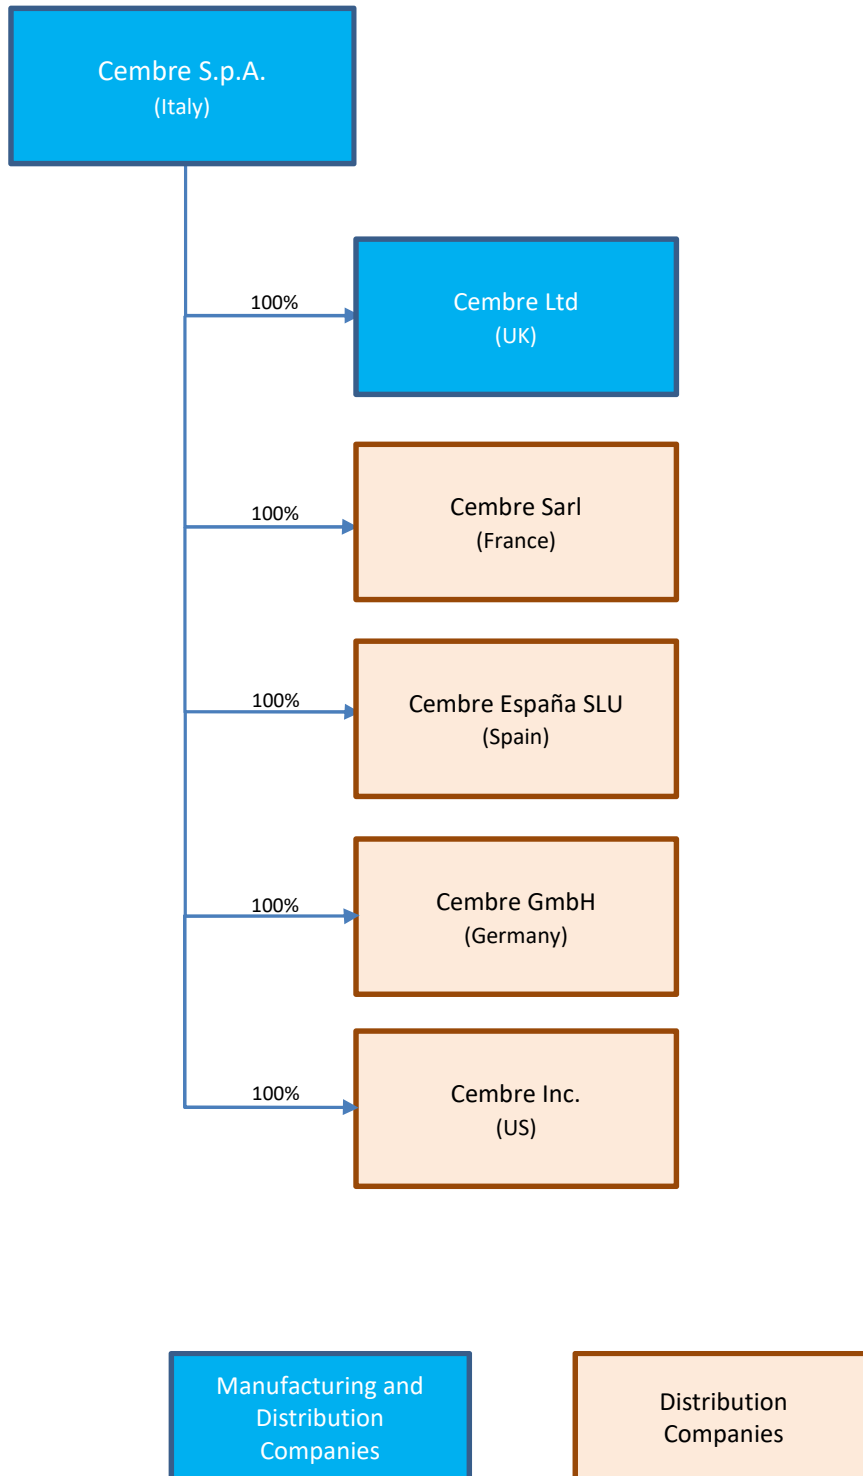 Cembre S.p.A.
(Italy)
100%
Cembre Ltd
(UK)
100%
Cembre Sarl
(France)
100%
Cembre España SLU
(Spain)
100%
Cembre GmbH
(Germany)
100%
Cembre Inc.
(US)
Manufacturing and
Distribution
Companies
Distribution
Companies